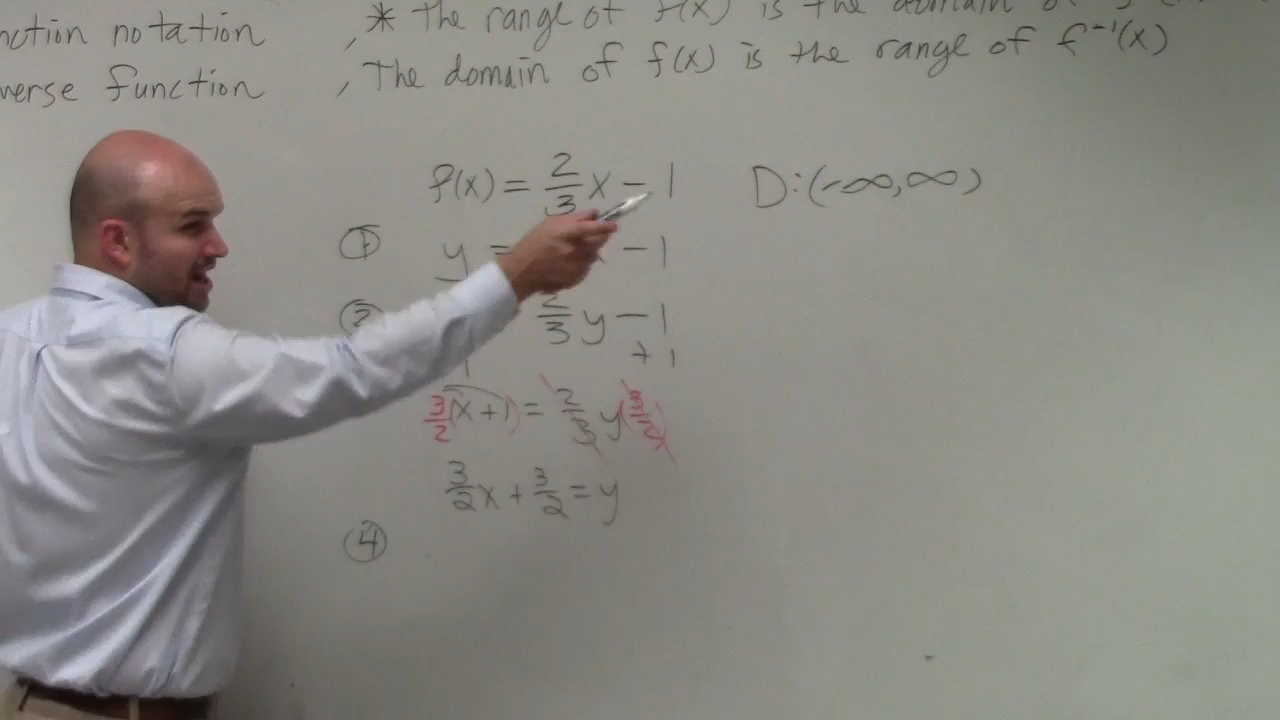 nction notation
verse function
, * The range of f(x) is the domain of
, The domain of f(x) is the range of f⁻¹(x)
f(x) = 2/3 x - 1 D: (-∞, ∞)
① y = - 1
② 2/3 y - 1
+ 1
3/2 (x + 1) = 2/3 y (3/2)
3/2 x + 3/2 = y
④